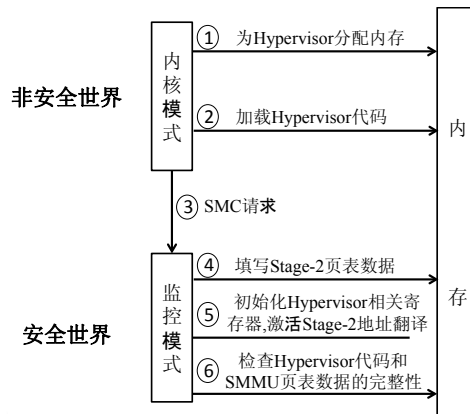 ① 为Hypervisor分配内存
内核模式
非安全世界
② 加载Hypervisor代码
内存
③ SMC请求
④ 填写Stage-2页表数据
监控模式
安全世界
⑤ 初始化Hypervisor相关寄
存器,激活Stage-2地址翻译
⑥ 检查Hypervisor代码和
SMMU页表数据的完整性